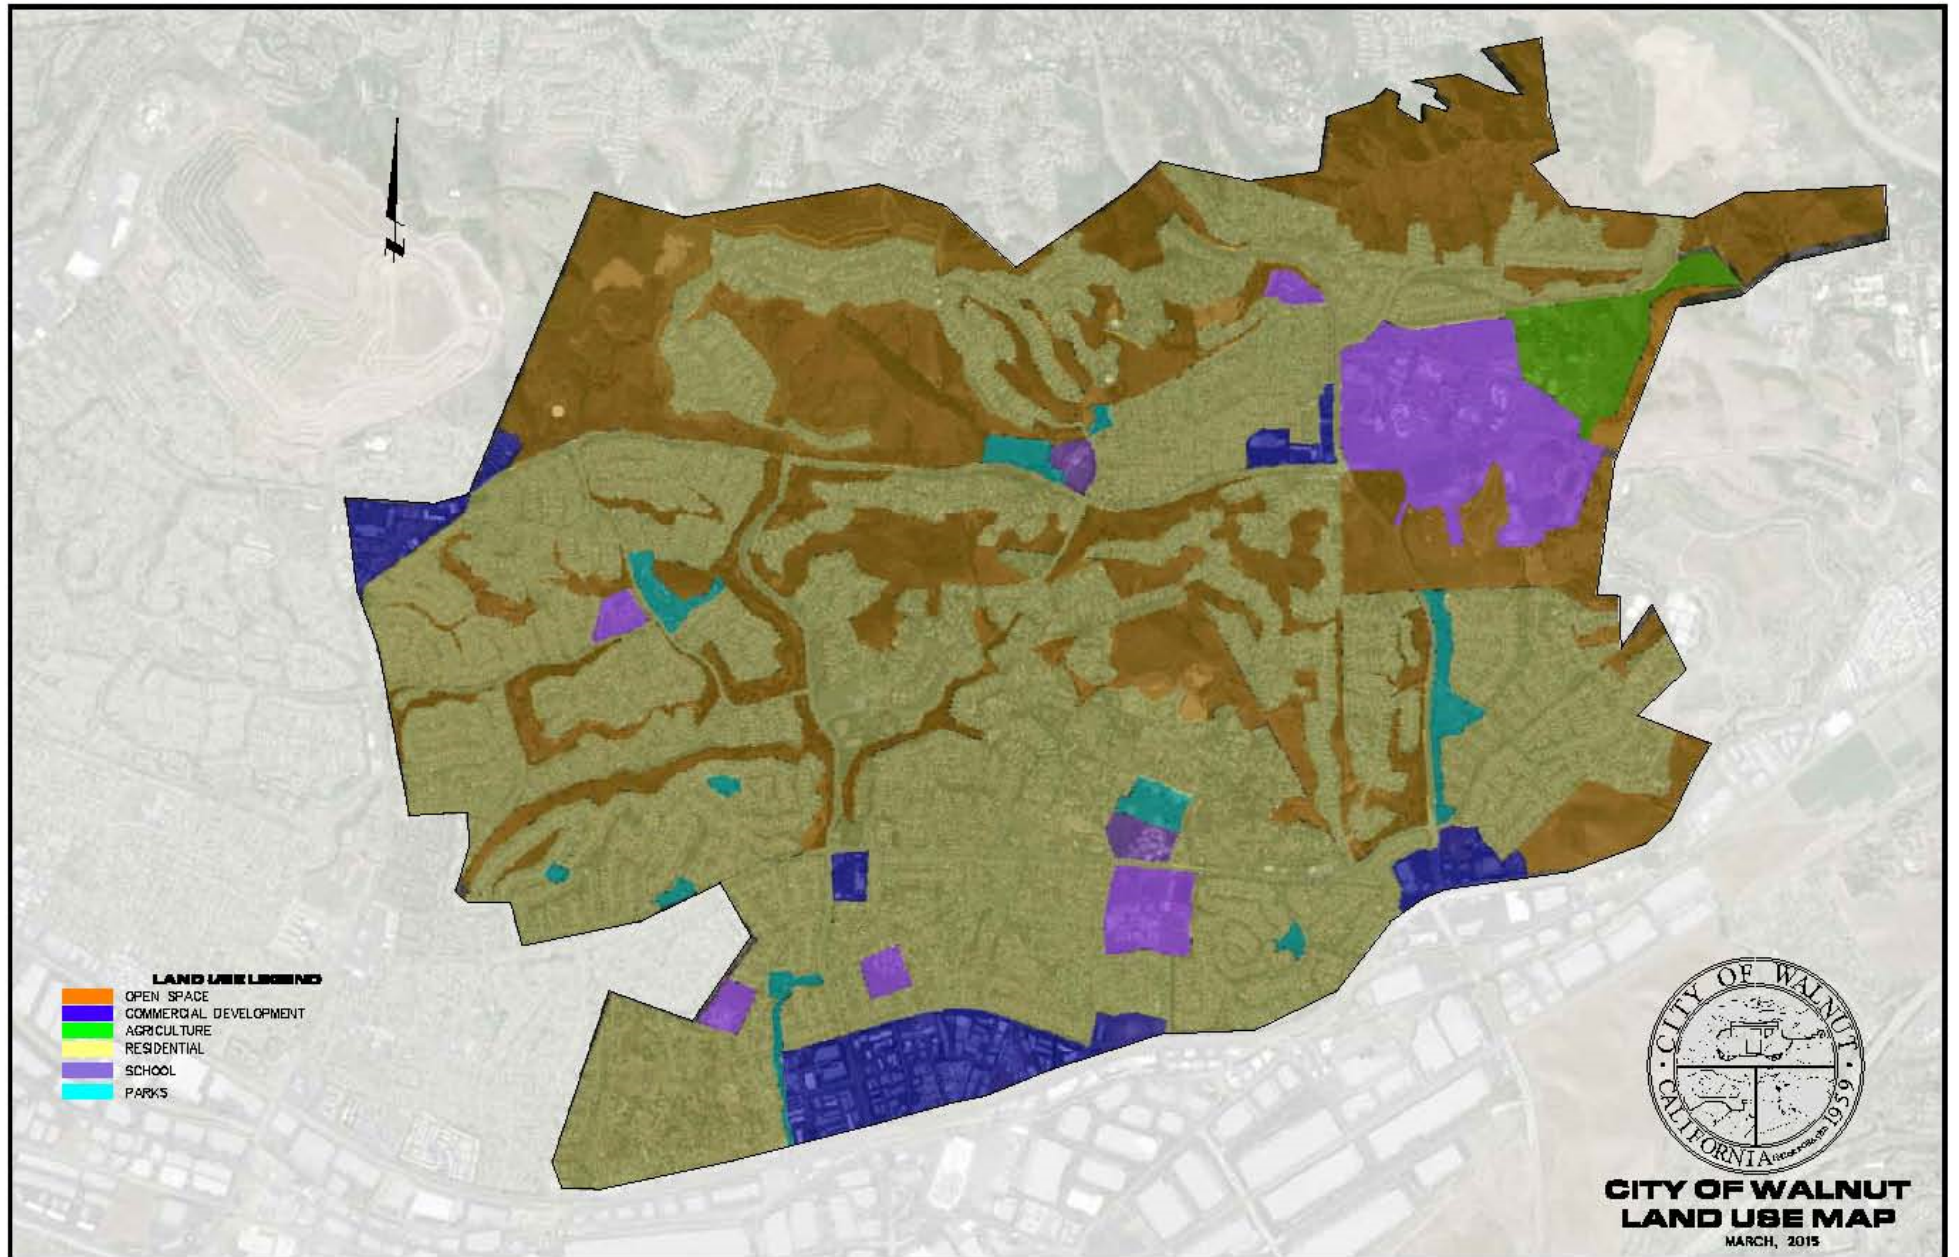 LAND USE LEGEND
OPEN SPACE
COMMERCIAL DEVELOPMENT
AGRICULTURE
RESIDENTIAL
SCHOOL
PARKS
CITY OF WALNUT
CALIFORNIA
1959
CITY OF WALNUT
LAND USE MAP
MARCH, 2015